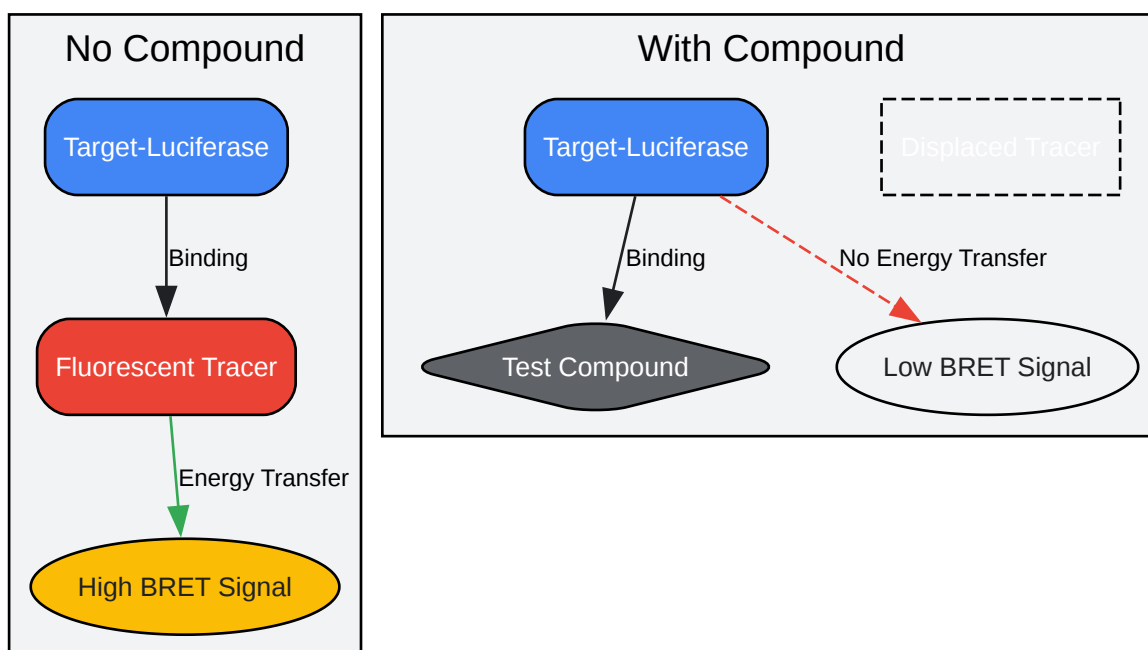 No Compound
Target-Luciferase
Binding
Fluorescent Tracer
Energy Transfer
High BRET Signal
With Compound
Target-Luciferase
Displaced Tracer
Binding
No Energy Transfer
Test Compound
Low BRET Signal